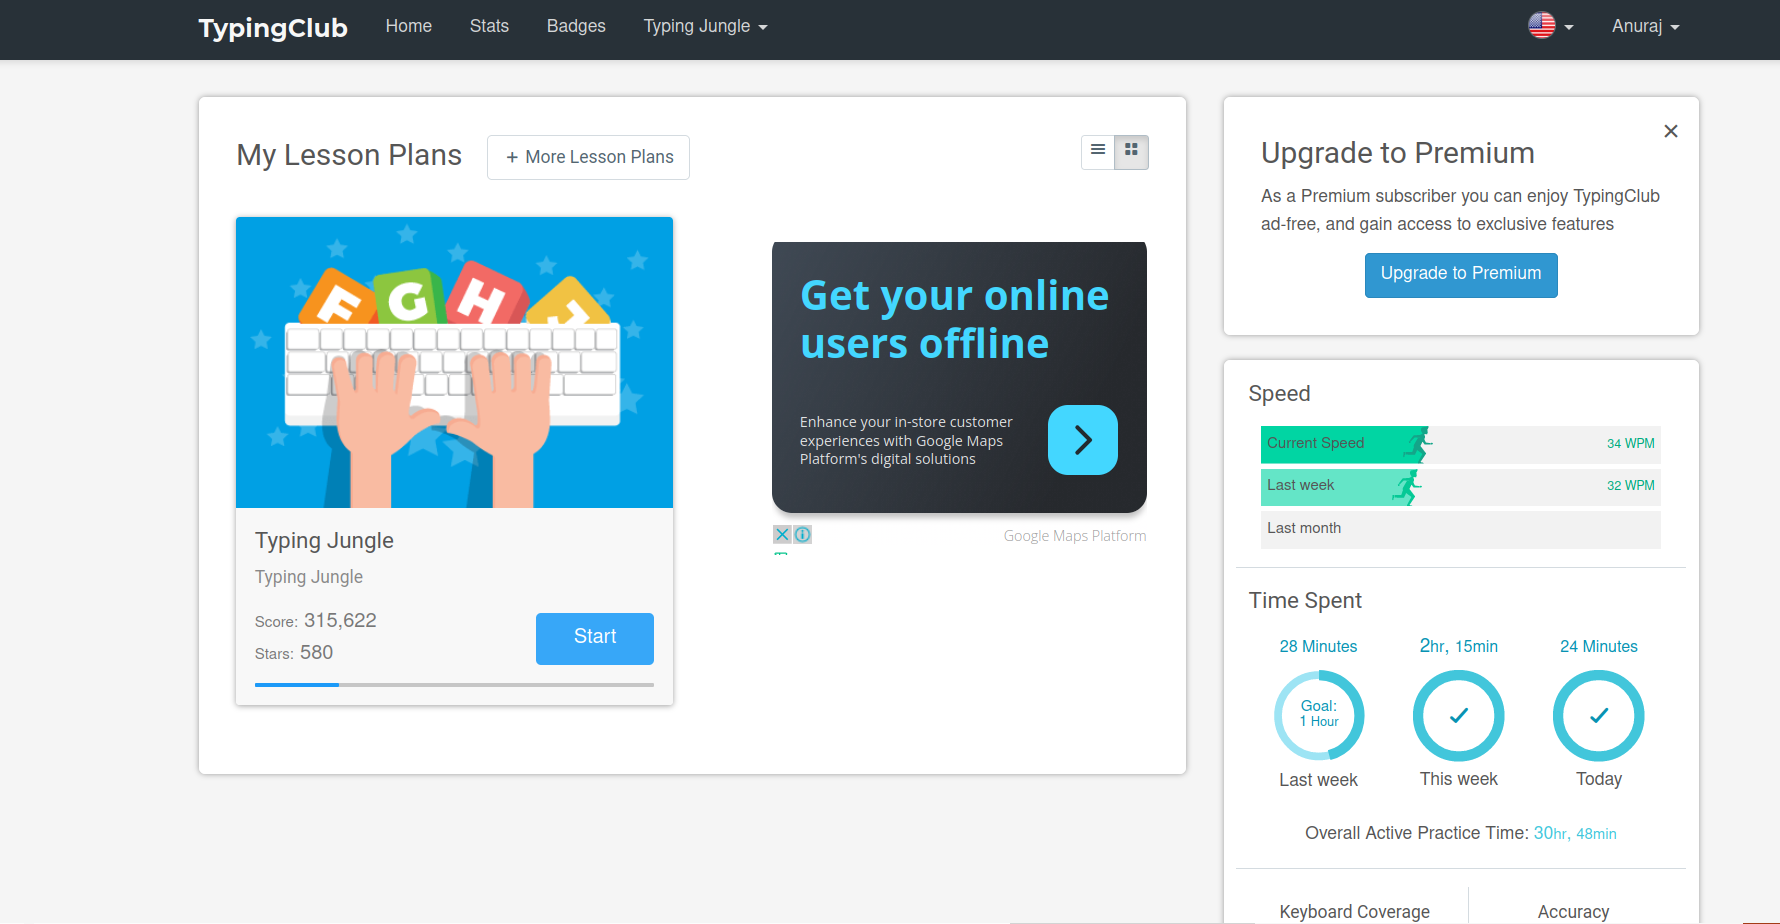 TypingClub Home Stats Badges Typing Jungle Anuraj
My Lesson Plans
+ More Lesson Plans
F G H J
Typing Jungle
Typing Jungle
Score: 315,622
Stars: 580
Start
Get your online
users offline
Enhance your in-store customer
experiences with Google Maps
Platform's digital solutions
Google Maps Platform
Upgrade to Premium
As a Premium subscriber you can enjoy TypingClub
ad-free, and gain access to exclusive features
Upgrade to Premium
Speed
Current Speed 34 WPM
Last week 32 WPM
Last month
Time Spent
28 Minutes 2hr, 15min 24 Minutes
Goal:
1 Hour
Last week This week Today
Overall Active Practice Time: 30hr, 48min
Keyboard Coverage Accuracy